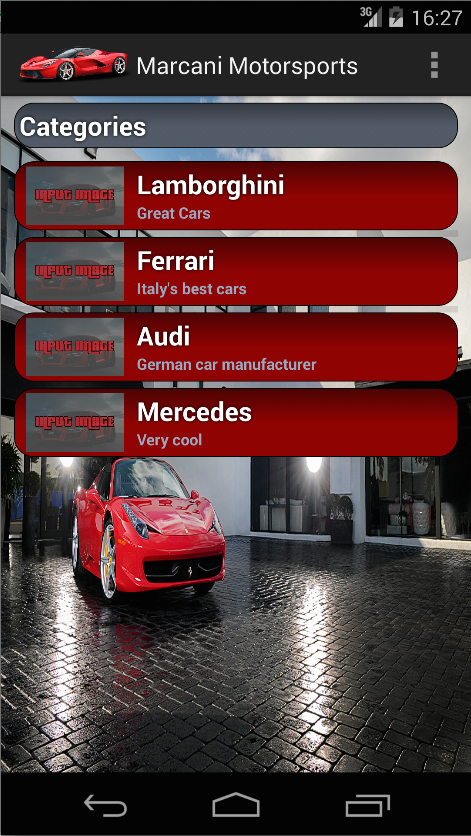 3G
16:27
Marcani Motorsports
Categories
INPUT IMAGE
Lamborghini
Great Cars
INPUT IMAGE
Ferrari
Italy's best cars
INPUT IMAGE
Audi
German car manufacturer
INPUT IMAGE
Mercedes
Very cool